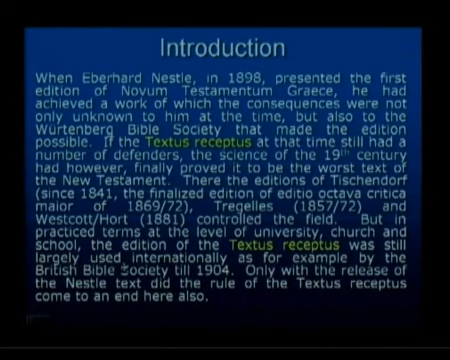 Introduction
When Eberhard Nestle, in 1898, presented the first
edition of Novum Testamentum Graece, he had
achieved a work of which the consequences were not
only unknown to him at the time, but also to the
Würtenberg Bible Society that made the edition
possible. If the Textus receptus at that time still had a
number of defenders, the science of the 19th century
had however, finally proved it to be the worst text of
the New Testament. There the editions of Tischendorf
(since 1841, the finalized edition of editio octava critica
maior of 1869/72), Tregelles (1857/72) and
Westcott/Hort (1881) controlled the field. But in
practiced terms at the level of university, church and
school, the edition of the Textus receptus was still
largely used internationally as for example by the
British Bible Society till 1904. Only with the release of
the Nestle text did the rule of the Textus receptus
come to an end here also.